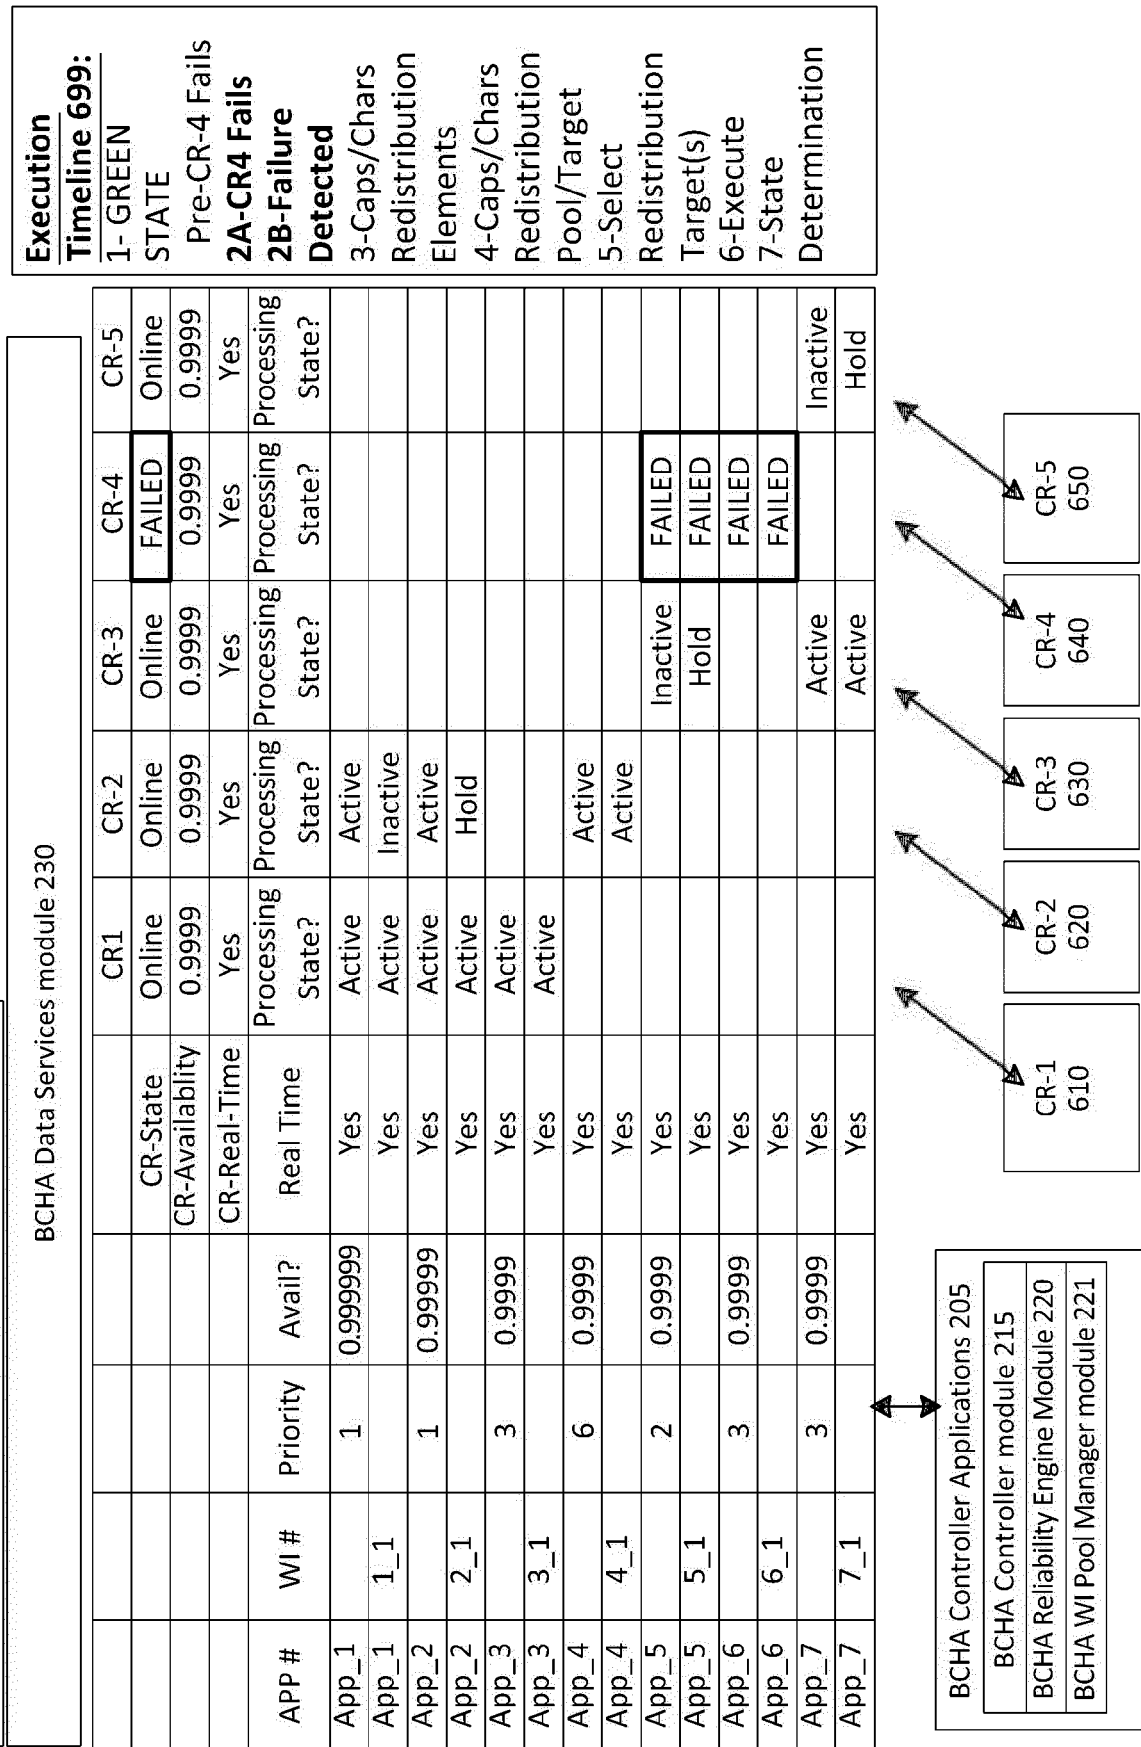 BCHA Data Services module 230
CR1 CR-2 CR-3 CR-4 CR-5
CR-State Online Online Online FAILED Online
CR-Availablity 0.9999 0.9999 0.9999 0.9999 0.9999
CR-Real-Time Yes Yes Yes Yes Yes
APP # WI # Priority Avail? Real Time Processing State? Processing State? Processing State? Processing State? Processing State?
App_1 1 0.999999 Yes Active Active
App_1 1_1 Yes Active Inactive
App_2 1 0.99999 Yes Active Active
App_2 2_1 Yes Active Hold
App_3 3 0.9999 Yes Active
App_3 3_1 Yes Active
App_4 6 0.9999 Yes Active
App_4 4_1 Yes Active
App_5 2 0.9999 Yes Inactive FAILED
App_5 5_1 Yes Hold FAILED
App_6 3 0.9999 Yes FAILED
App_6 6_1 Yes FAILED
App_7 3 0.9999 Yes Active Inactive
App_7 7_1 Yes Active Hold
Execution
Timeline 699:
1- GREEN
STATE
Pre-CR-4 Fails
2A-CR4 Fails
2B-Failure
Detected
3-Caps/Chars
Redistribution
Elements
4-Caps/Chars
Redistribution
Pool/Target
5-Select
Redistribution
Target(s)
6-Execute
7-State
Determination
BCHA Controller Applications 205
BCHA Controller module 215
BCHA Reliability Engine Module 220
BCHA WI Pool Manager module 221
CR-1
610
CR-2
620
CR-3
630
CR-4
640
CR-5
650